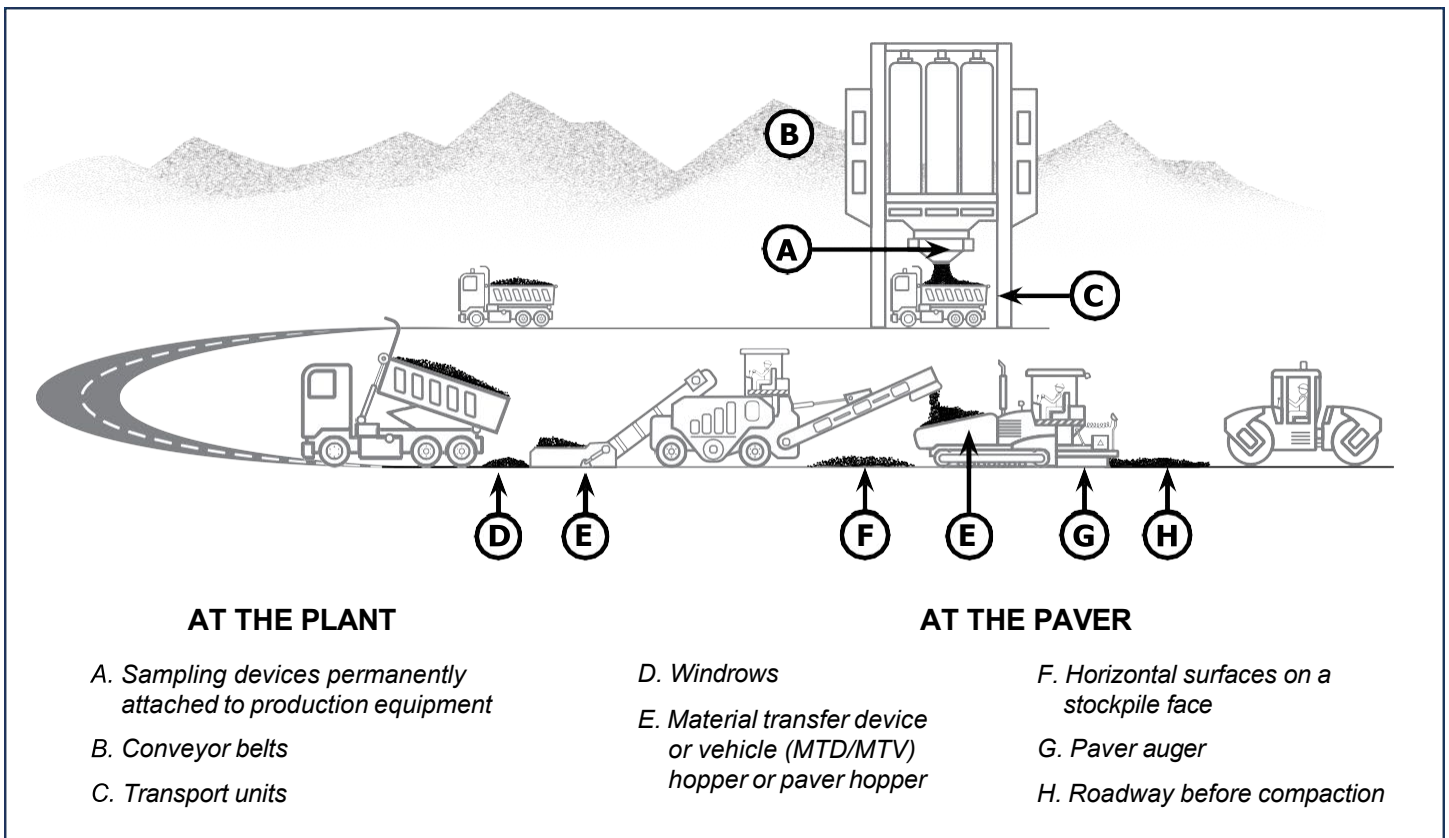 B
A
C
D
E
F
E
G
H
AT THE PLANT
A. Sampling devices permanently
attached to production equipment
B. Conveyor belts
C. Transport units
AT THE PAVER
D. Windrows
E. Material transfer device
or vehicle (MTD/MTV)
hopper or paver hopper
F. Horizontal surfaces on a
stockpile face
G. Paver auger
H. Roadway before compaction